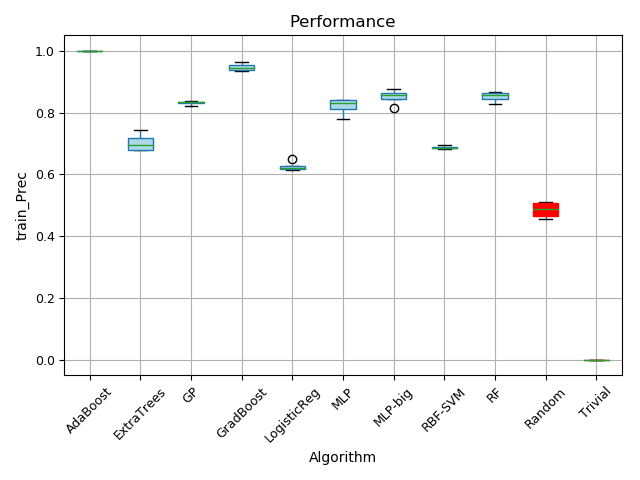 Performance
train_Prec
1.0
0.8
0.6
0.4
0.2
0.0
AdaBoost
ExtraTrees
GP
GradBoost
LogisticReg
MLP
MLP-big
RBF-SVM
RF
Random
Trivial
Algorithm